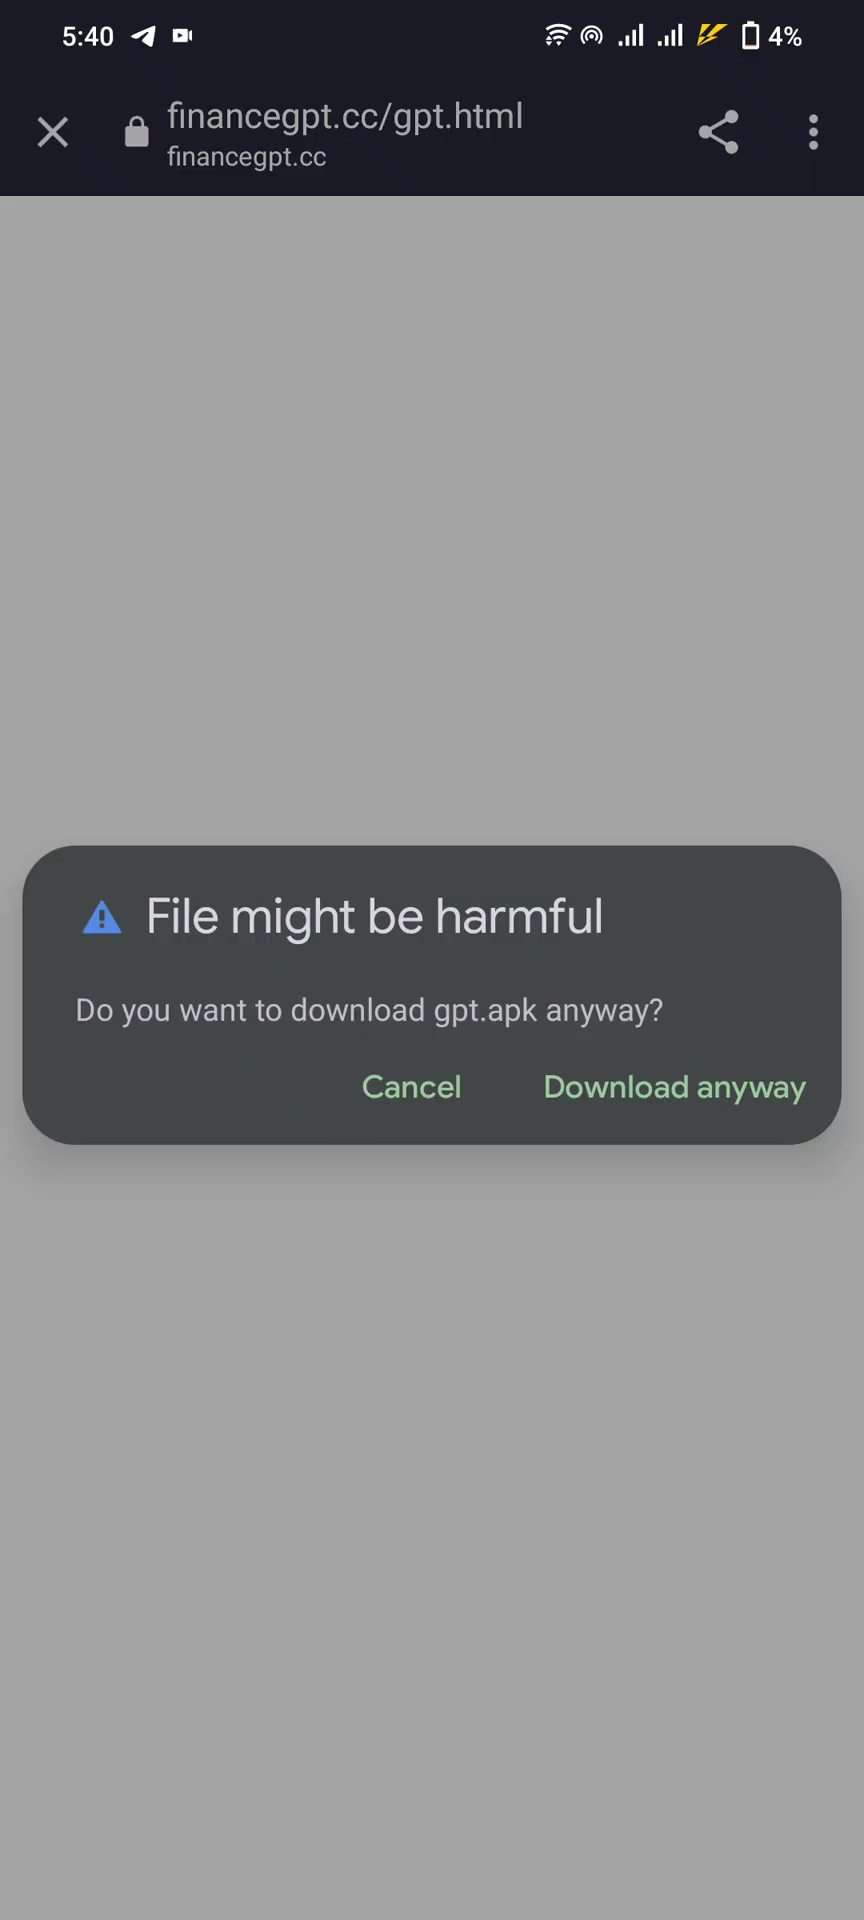 5:40
4%
financegpt.cc/gpt.html
financegpt.cc
File might be harmful
Do you want to download gpt.apk anyway?
Cancel
Download anyway